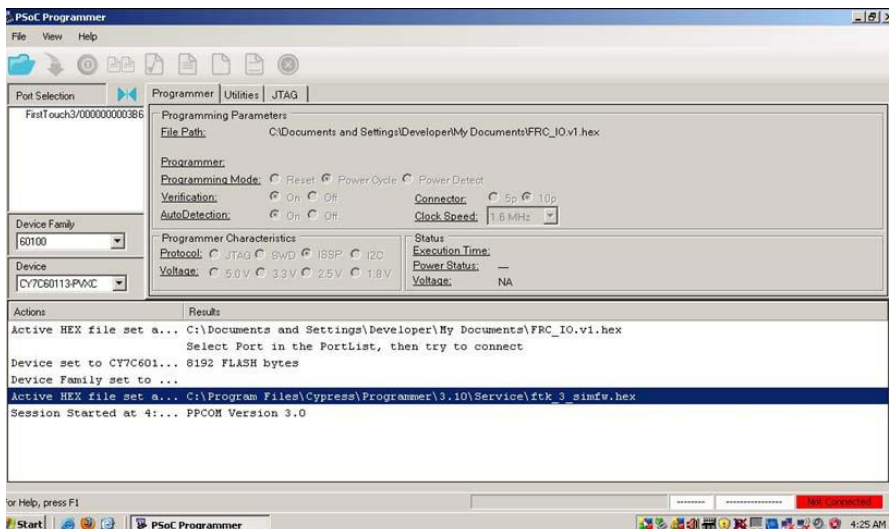 PSoC Programmer
File View Help
Port Selection
Programmer Utilities JTAG
FirstTouch3/0000000003B6
Programming Parameters
File Path: C:\Documents and Settings\Developer\My Documents\FRC_IO.v1.hex
Programmer:
Programming Mode: Reset Power Cycle Power Detect
Verification: On Off Connector: 5p 10p
AutoDetection: On Off Clock Speed: 1.6 MHz
Device Family
60100
Device
CY7C60113-PVXC
Programmer Characteristics
Protocol: JTAG SWD ISSP I2C
Voltage: 5.0 V 3.3 V 2.5 V 1.8 V
Status
Execution Time:
Power Status: —
Voltage: NA
Actions Results
Active HEX file set a... C:\Documents and Settings\Developer\My Documents\FRC_IO.v1.hex
Select Port in the PortList, then try to connect
Device set to CY7C601... 8192 FLASH bytes
Device Family set to ...
Active HEX file set a... C:\Program Files\Cypress\Programmer\3.10\Service\ftk_3_simfw.hex
Session Started at 4:... PPCOM Version 3.0
For Help, press F1
-------- ---------------- Not Connected
Start PSoC Programmer 4:25 AM